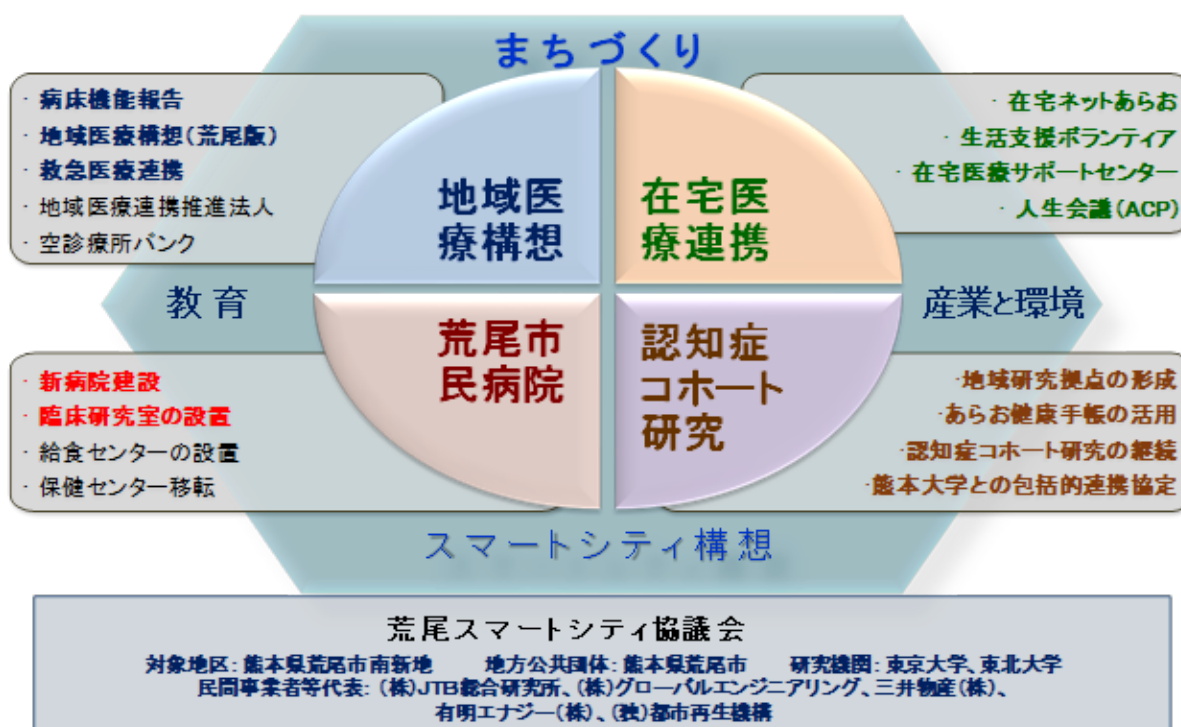 まちづくり
・病床機能報告
・地域医療構想(荒尾版)
・救急医療連携
・地域医療連携推進法人
・空診療所バンク
・在宅ネットあらお
・生活支援ボランティア
・在宅医療サポートセンター
・人生会議(ACP)
地域医
療構想
在宅医
療連携
教育
産業と環境
荒尾市
民病院
認知症
コホート
研究
・新病院建設
・臨床研究室の設置
・給食センターの設置
・保健センター移転
・地域研究拠点の形成
・あらお健康手帳の活用
・認知症コホート研究の継続
・熊本大学との包括的連携協定
スマートシティ構想
荒尾スマートシティ協議会
対象地区:熊本県荒尾市南新地 地方公共団体:熊本県荒尾市 研究機関:東京大学、東北大学
民間事業者等代表:(株)JTB総合研究所、(株)グローバルエンジニアリング、三井物産(株)、
有明エナジー(株)、(独)都市再生機構